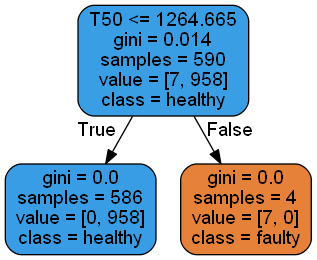 T50 <= 1264.665
gini = 0.014
samples = 590
value = [7, 958]
class = healthy
True
False
gini = 0.0
samples = 586
value = [0, 958]
class = healthy
gini = 0.0
samples = 4
value = [7, 0]
class = faulty